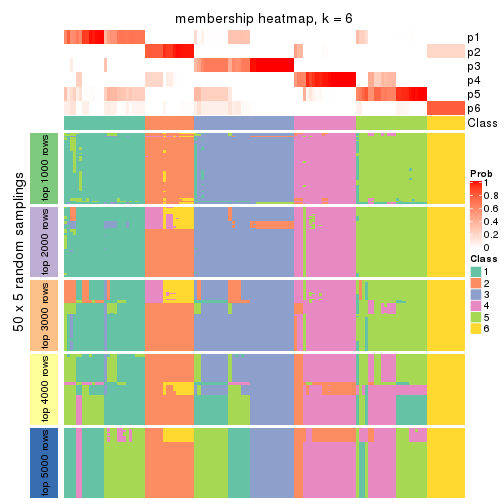 membership heatmap, k = 6
p1
p2
p3
p4
p5
p6
Class
50 x 5 random samplings
top 1000 rows
top 2000 rows
top 3000 rows
top 4000 rows
top 5000 rows
Prob
1
0.8
0.6
0.4
0.2
0
Class
1
2
3
4
5
6